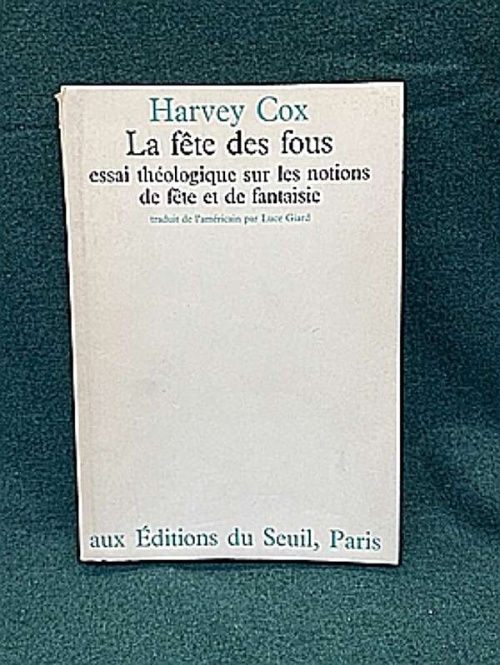 Harvey Cox
La fête des fous
essai théologique sur les notions
de fête et de fantaisie
traduit de l'américain par Luce Giard
aux Éditions du Seuil, Paris